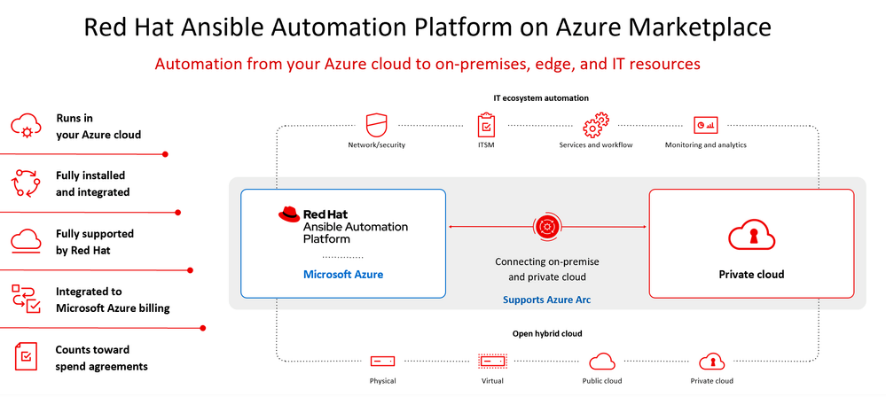 Red Hat Ansible Automation Platform on Azure Marketplace
Automation from your Azure cloud to on-premises, edge, and IT resources
Runs in
your Azure cloud
Fully installed
and integrated
Fully supported
by Red Hat
Integrated to
Microsoft Azure billing
Counts toward
spend agreements
IT ecosystem automation
Network/security
ITSM
Services and workflow
Monitoring and analytics
Red Hat
Ansible Automation
Platform
Microsoft Azure
Connecting on-premise
and private cloud
Supports Azure Arc
Private cloud
Open hybrid cloud
Physical
Virtual
Public cloud
Private cloud